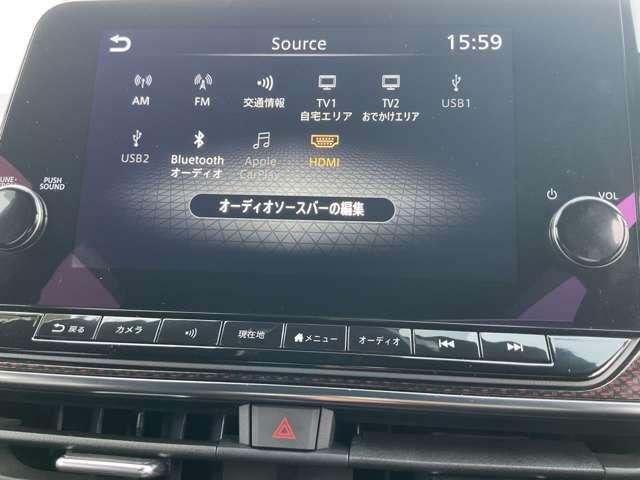 Source
15:59
AM
FM
交通情報
TV1
自宅エリア
TV2
おでかけエリア
USB1
USB2
Bluetooth
オーディオ
Apple
CarPlay
HDMI
オーディオソースバーの編集
PUSH
SOUND
VOL
戻る
カメラ
現在地
メニュー
オーディオ